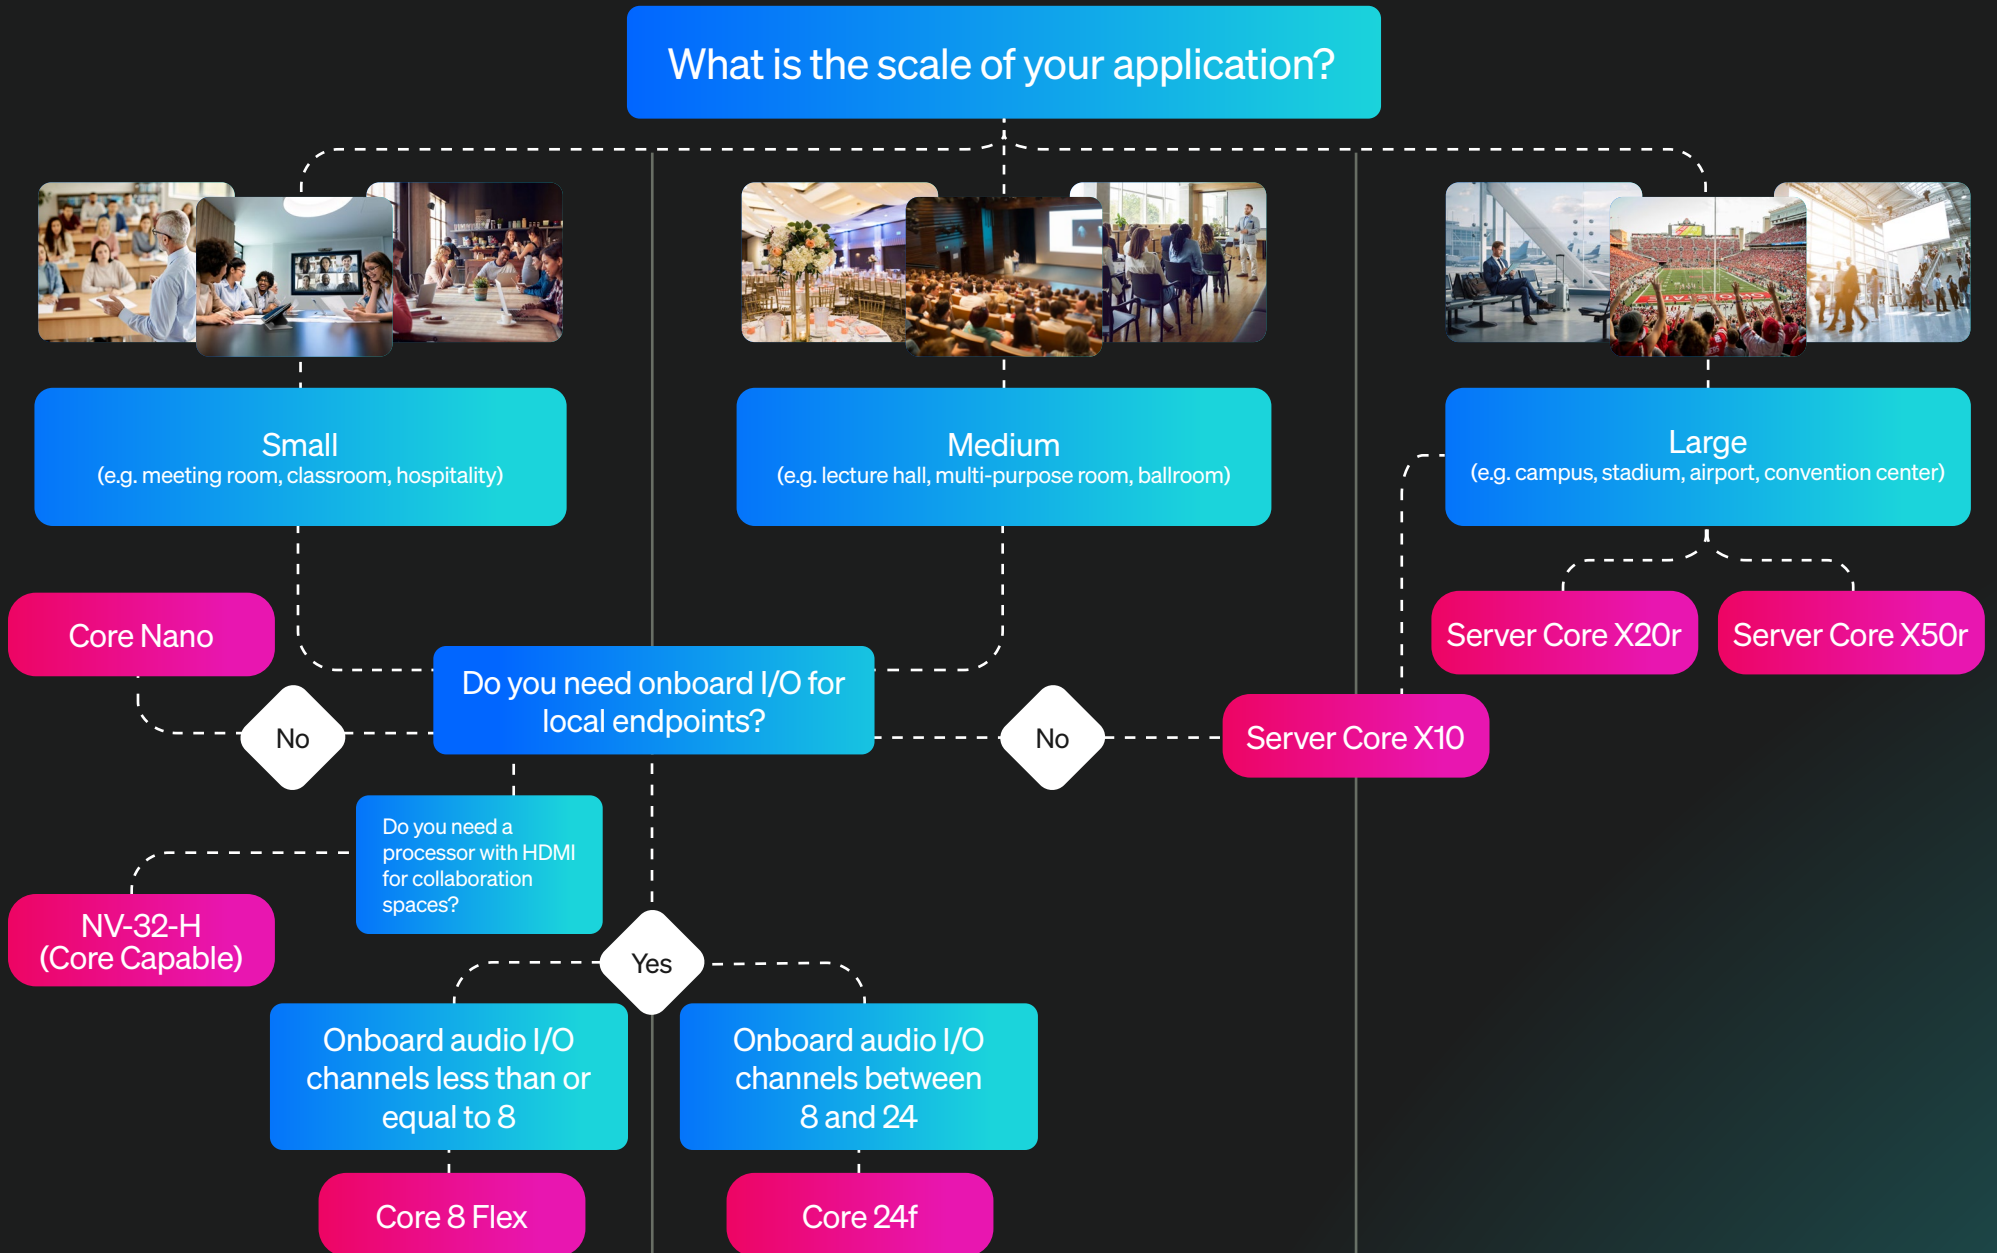 What is the scale of your application?
Small
(e.g. meeting room, classroom, hospitality)
Medium
(e.g. lecture hall, multi-purpose room, ballroom)
Large
(e.g. campus, stadium, airport, convention center)
Server Core X20r
Server Core X50r
Core Nano
Do you need onboard I/O for
local endpoints?
No
No
Server Core X10
Do you need a
processor with HDMI
for collaboration
spaces?
NV-32-H
(Core Capable)
Yes
Onboard audio I/O
channels less than or
equal to 8
Onboard audio I/O
channels between
8 and 24
Core 8 Flex
Core 24f